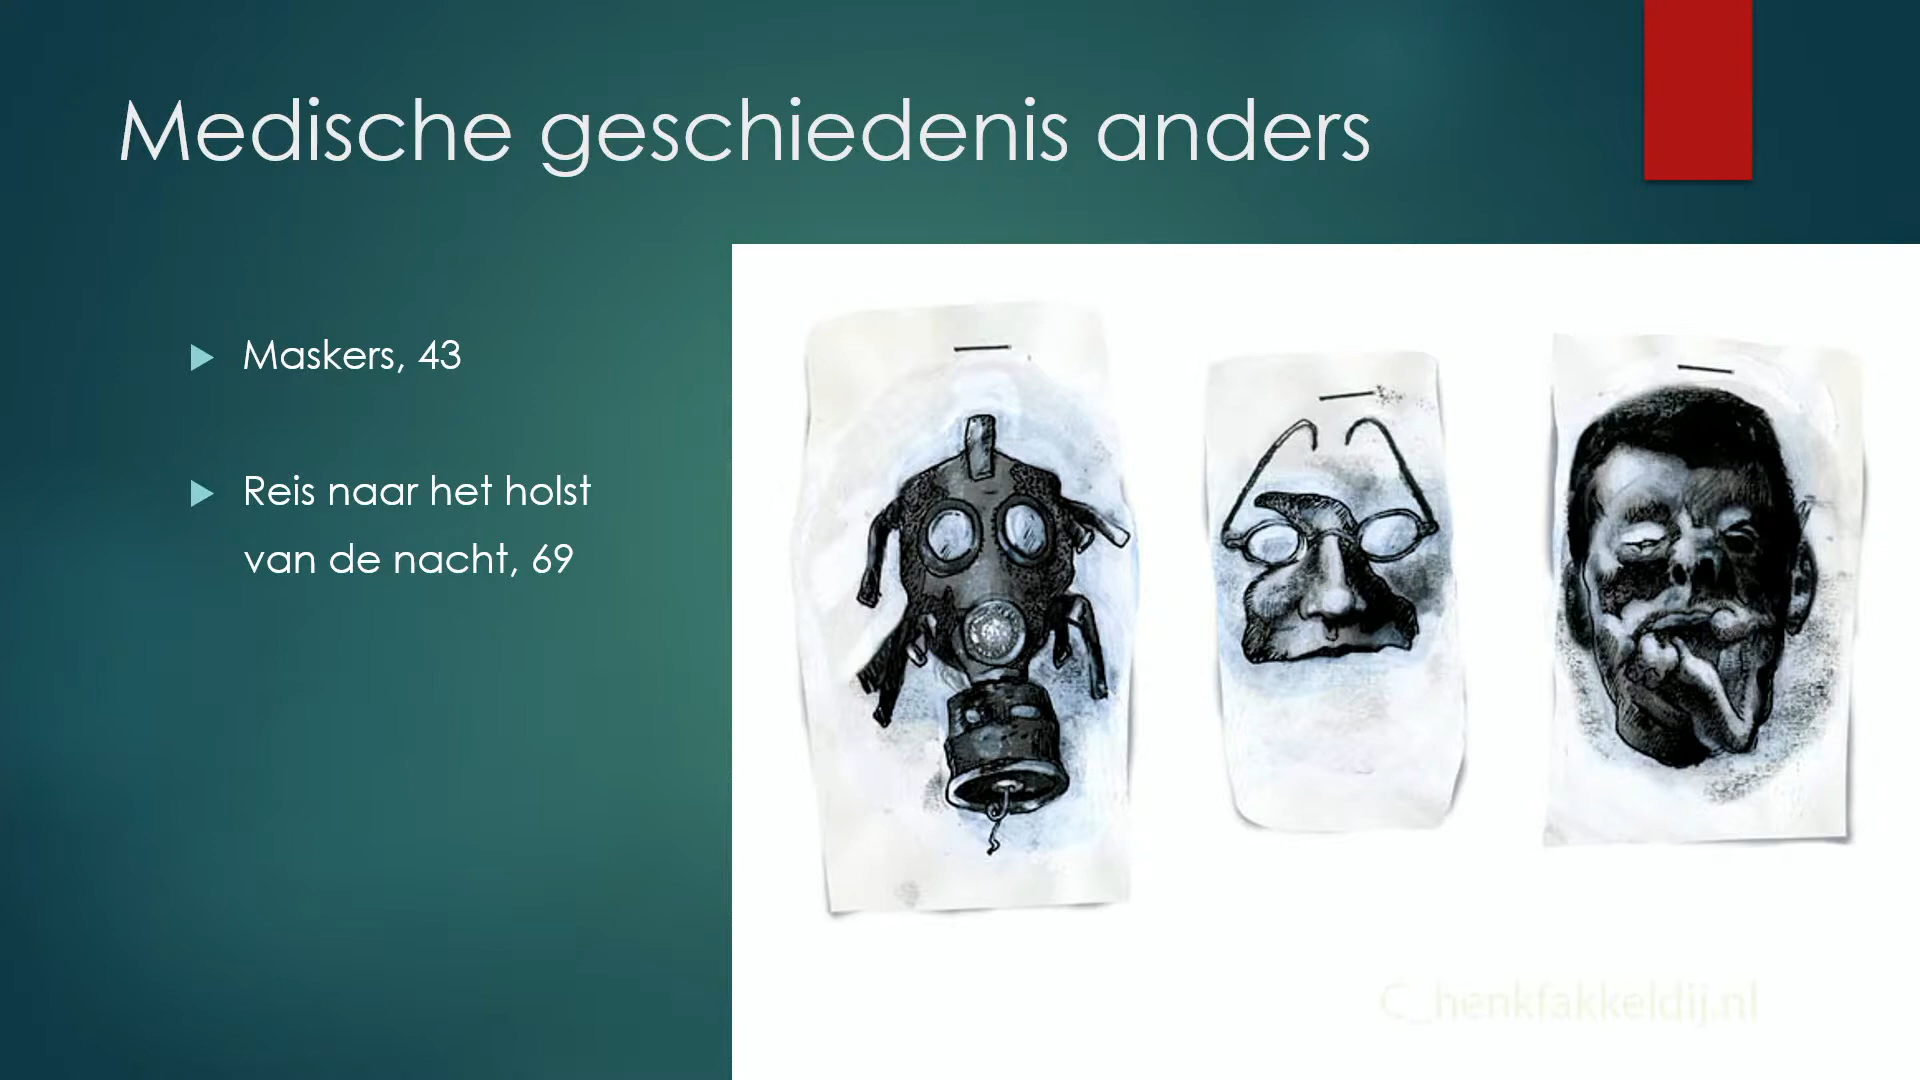 Medische geschiedenis anders
Maskers, 43
Reis naar het holst
van de nacht, 69
C_henkfakkeldij.nl